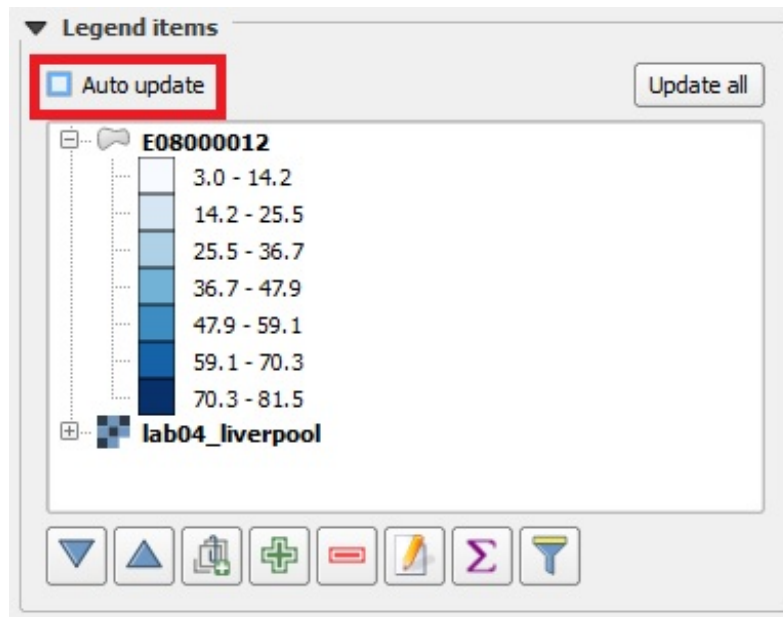 Legend items
Auto update
Update all
E08000012
3.0 - 14.2
14.2 - 25.5
25.5 - 36.7
36.7 - 47.9
47.9 - 59.1
59.1 - 70.3
70.3 - 81.5
lab04_liverpool
Σ